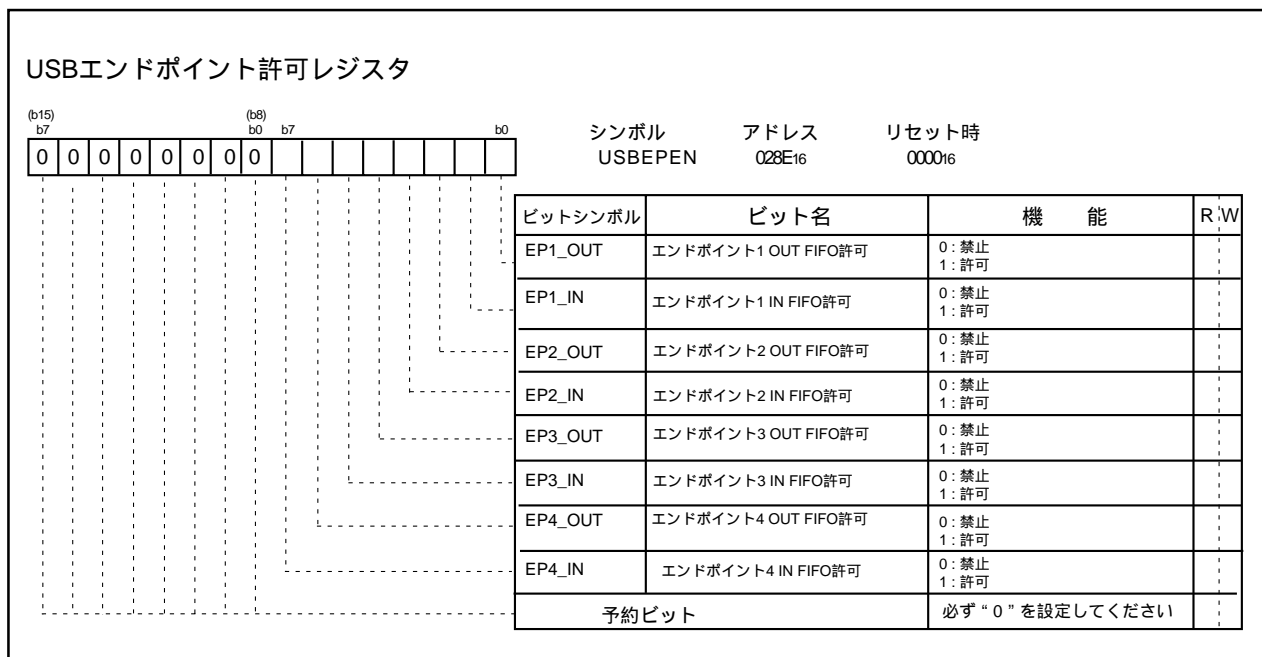 USBエンドポイント許可レジスタ
(b15) (b8)
b7 b0 b7 b0
0 0 0 0 0 0 0 0
シンボル アドレス リセット時
USBEPEN 028E16 000016
ビットシンボル ビット名 機 能 R W
EP1_OUT エンドポイント1 OUT FIFO許可 0 : 禁止
1 : 許可
EP1_IN エンドポイント1 IN FIFO許可 0 : 禁止
1 : 許可
EP2_OUT エンドポイント2 OUT FIFO許可 0 : 禁止
1 : 許可
EP2_IN エンドポイント2 IN FIFO許可 0 : 禁止
1 : 許可
EP3_OUT エンドポイント3 OUT FIFO許可 0 : 禁止
1 : 許可
EP3_IN エンドポイント3 IN FIFO許可 0 : 禁止
1 : 許可
EP4_OUT エンドポイント4 OUT FIFO許可 0 : 禁止
1 : 許可
EP4_IN エンドポイント4 IN FIFO許可 0 : 禁止
1 : 許可
予約ビット 必ず“0”を設定してください